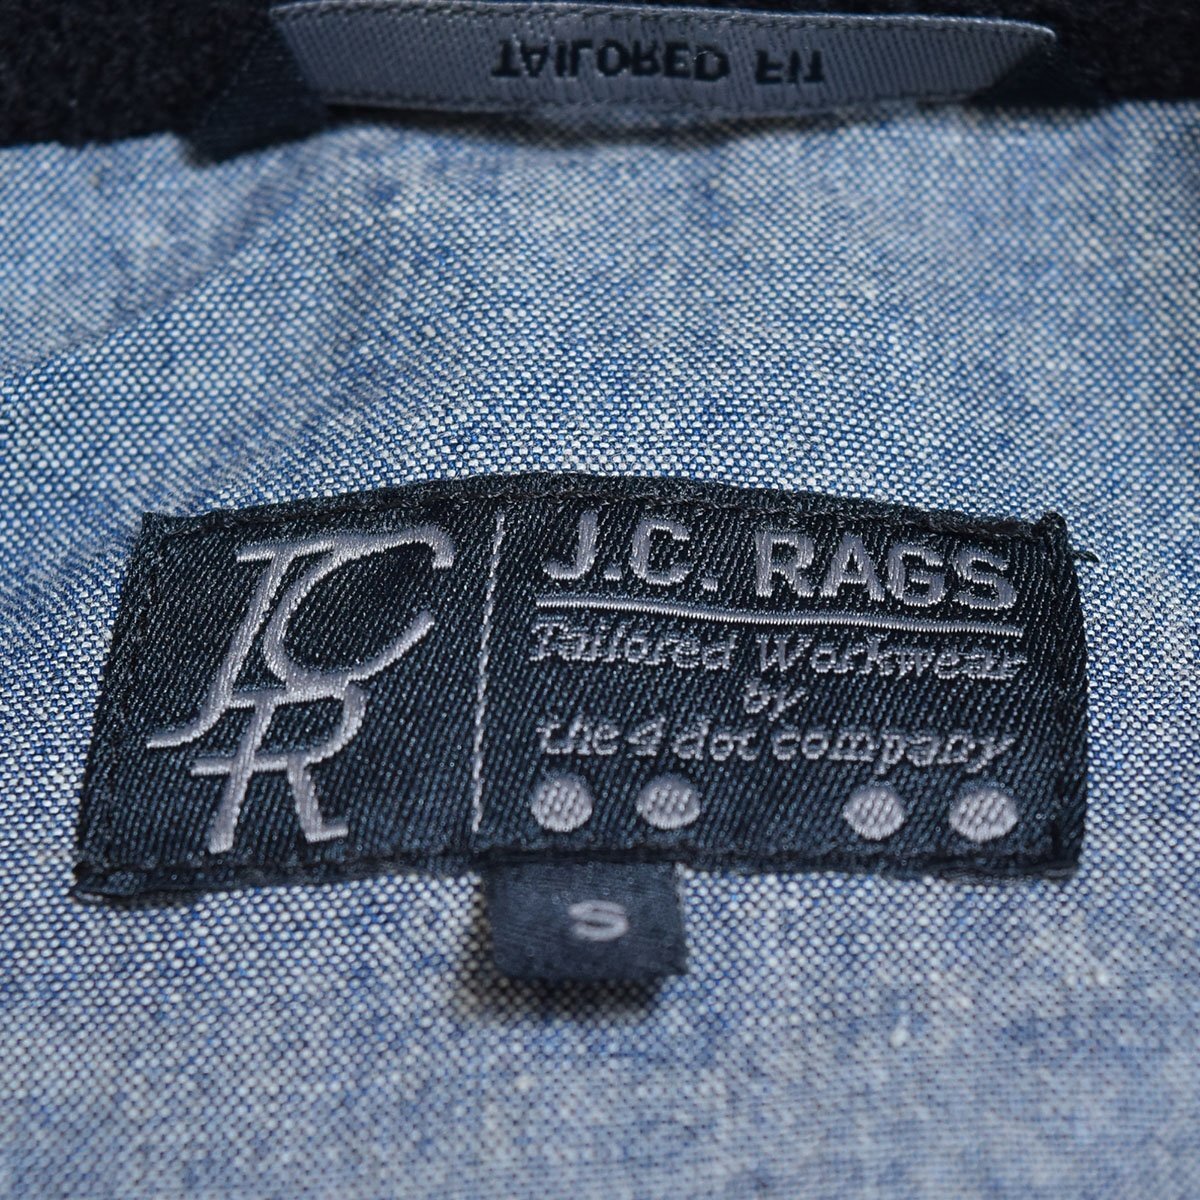 TAILORED FIT
JCR
J.C. RAGS
Tailored Workwear
by
the 4 dot company
S